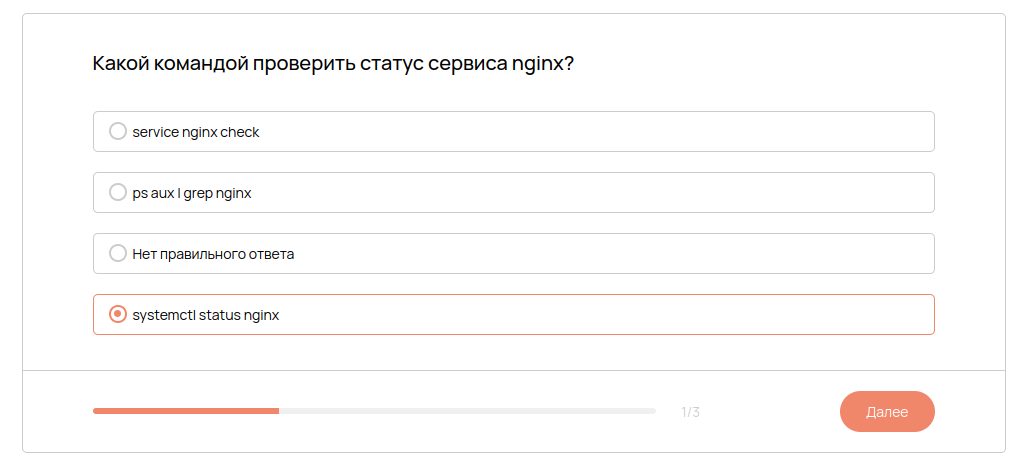 Какой командой проверить статус сервиса nginx?
service nginx check
ps aux | grep nginx
Нет правильного ответа
systemctl status nginx
1/3
Далее